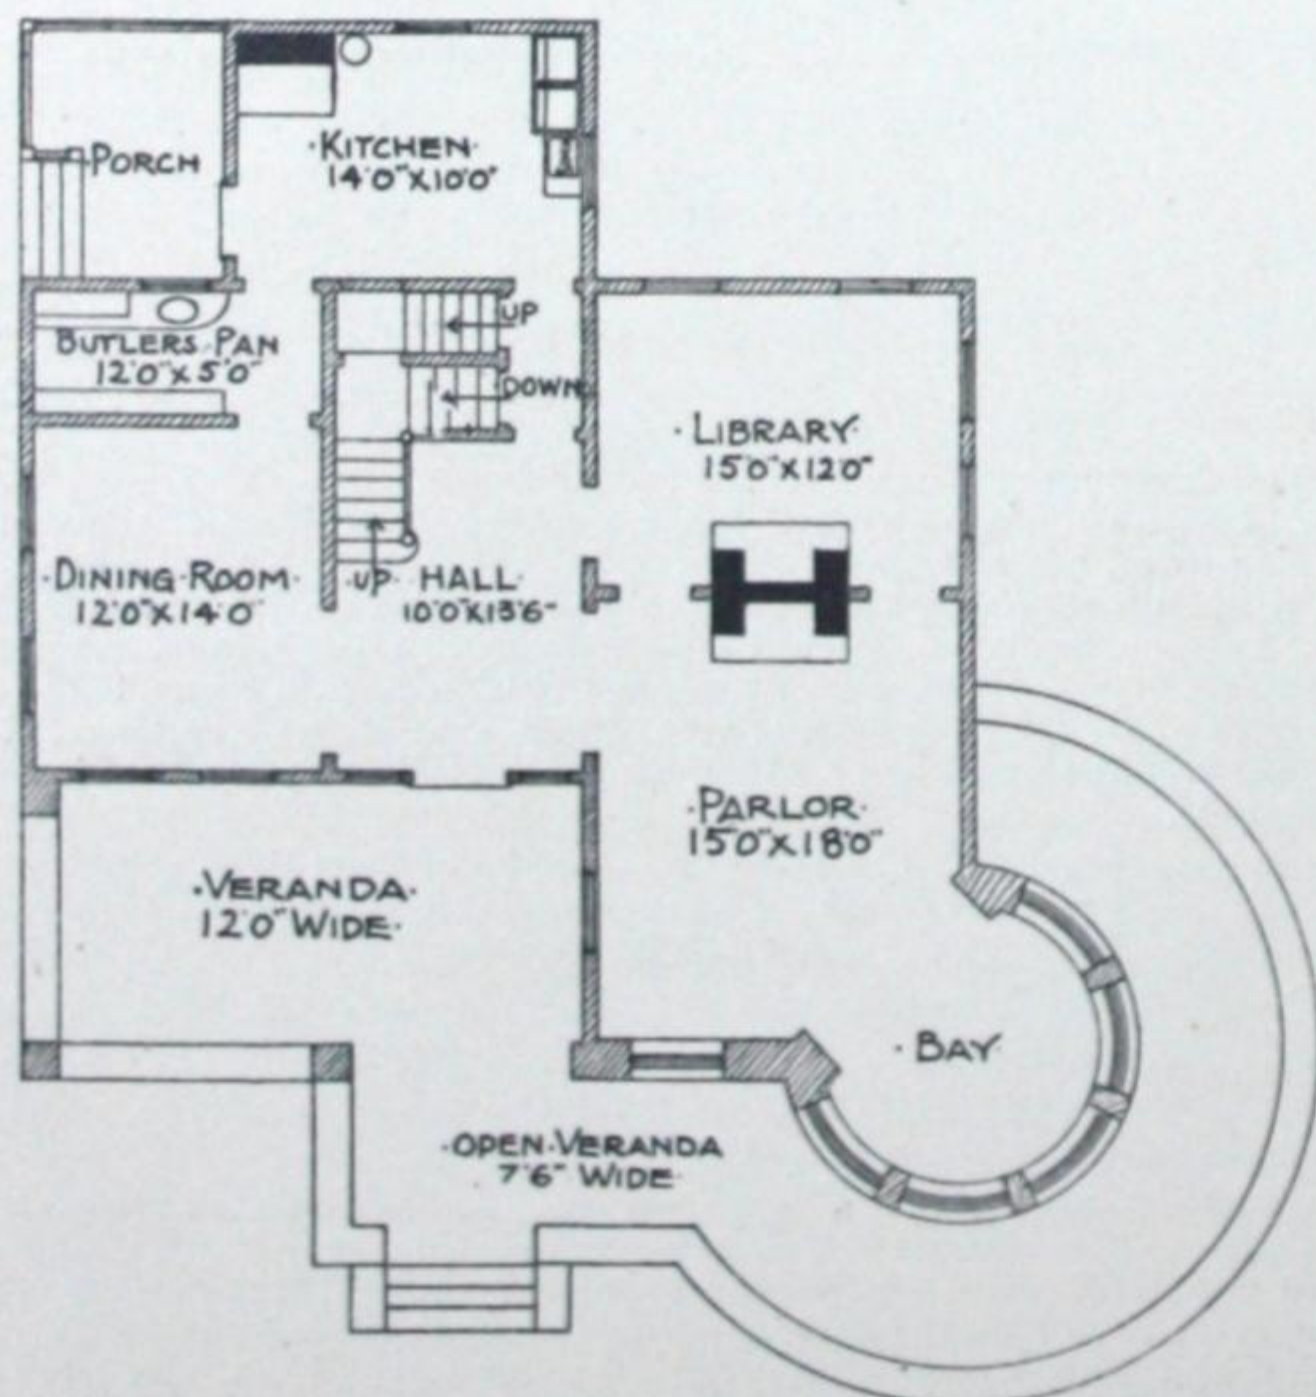 PORCH
·KITCHEN·
14'0"X10'0"
UP
BUTLERS PAN
12'0"X5'0"
DOWN
·LIBRARY·
15'0"X12'0"
·DINING·ROOM·
12'0"X14'0"
·UP·
HALL·
10'0"X13'6"
·PARLOR·
15'0"X18'0"
·VERANDA·
12'0" WIDE·
·BAY·
·OPEN·VERANDA
7'6" WIDE·